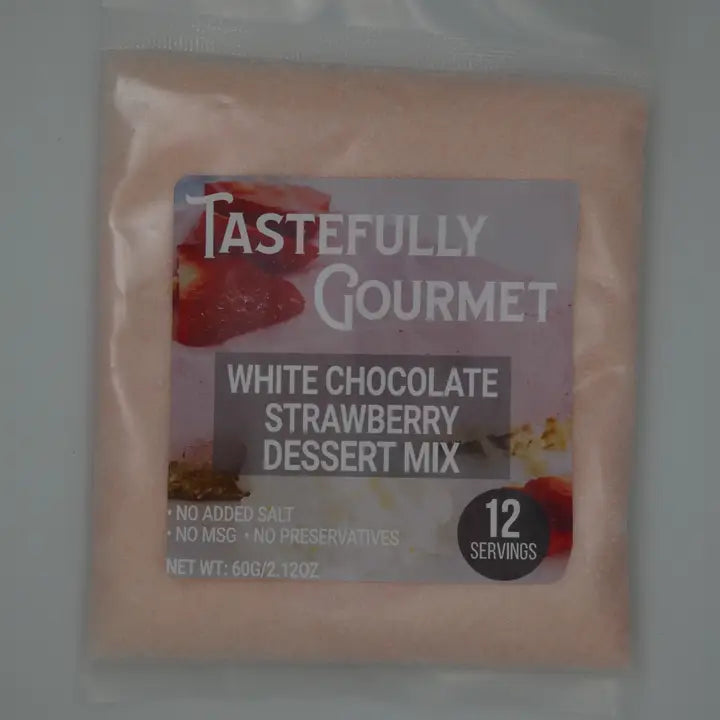 TASTEFULLY
GOURMET
WHITE CHOCOLATE
STRAWBERRY
DESSERT MIX
• NO ADDED SALT
• NO MSG • NO PRESERVATIVES
NET WT: 60G/2.12OZ
12
SERVINGS